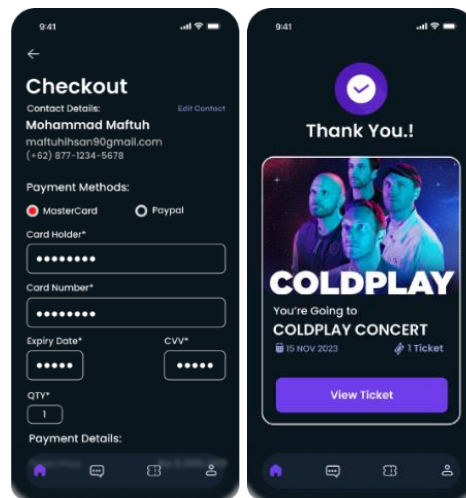 9:41
Checkout
Contact Details:
Edit Contact
Mohammad Maftuh
maftuhihsan90gmail.com
(+62) 877-1234-5678
Payment Methods:
MasterCard
Paypal
Card Holder*
Card Number*
Expiry Date*
CVV*
QTY*
1
Payment Details:
9:41
Thank You.!
COLDPLAY
You're Going to
COLDPLAY CONCERT
15 NOV 2023
1 Ticket
View Ticket